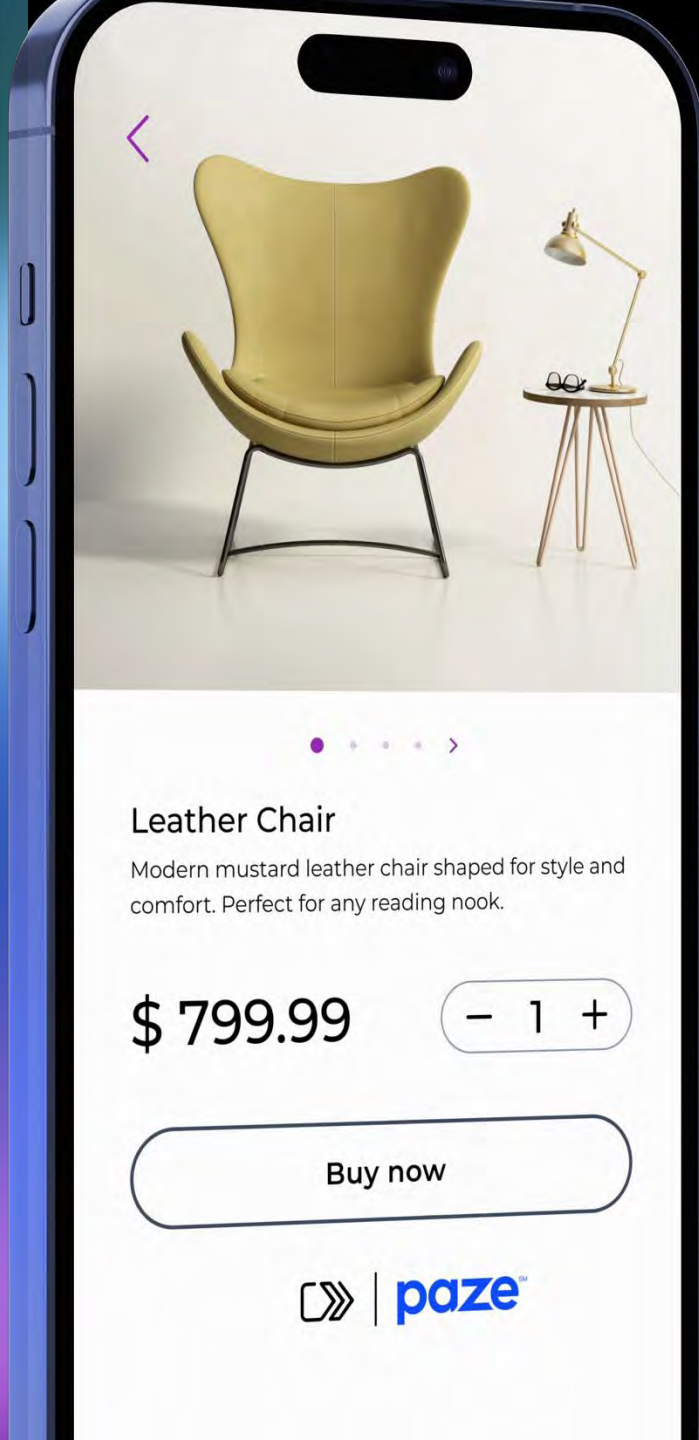 Leather Chair
Modern mustard leather chair shaped for style and
comfort. Perfect for any reading nook.
$ 799.99
− 1 +
Buy now
paze℠